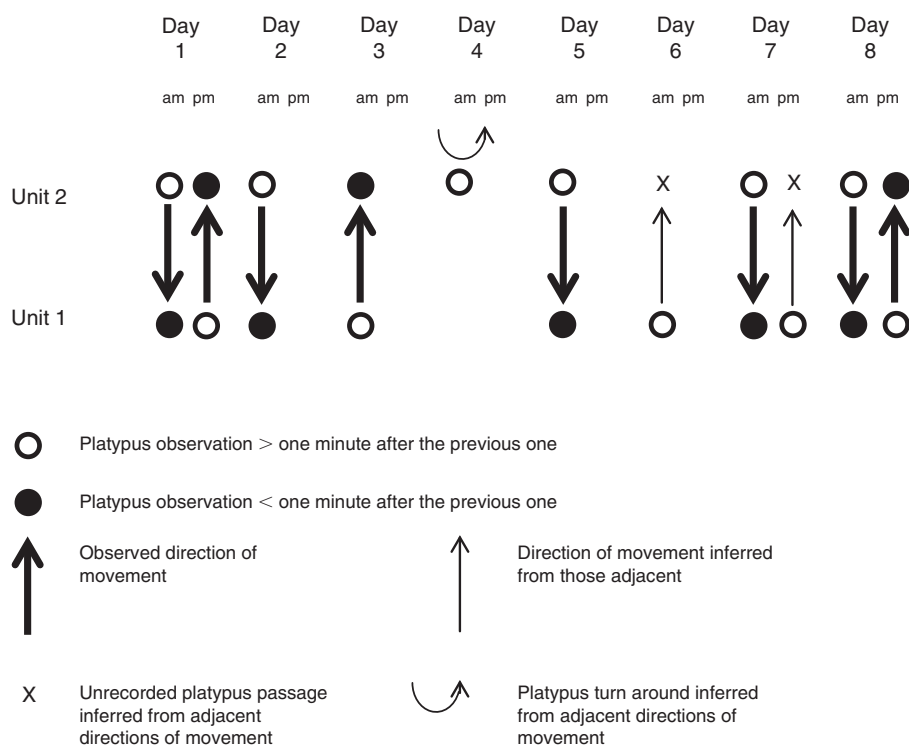 Day Day Day Day Day Day Day Day
1 2 3 4 5 6 7 8
am pm am pm am pm am pm am pm am pm am pm am pm
Unit 2
X X
Unit 1
Platypus observation > one minute after the previous one
Platypus observation < one minute after the previous one
Observed direction of
movement
Direction of movement inferred
from those adjacent
X Unrecorded platypus passage
inferred from adjacent
directions of movement
Platypus turn around inferred
from adjacent directions of
movement